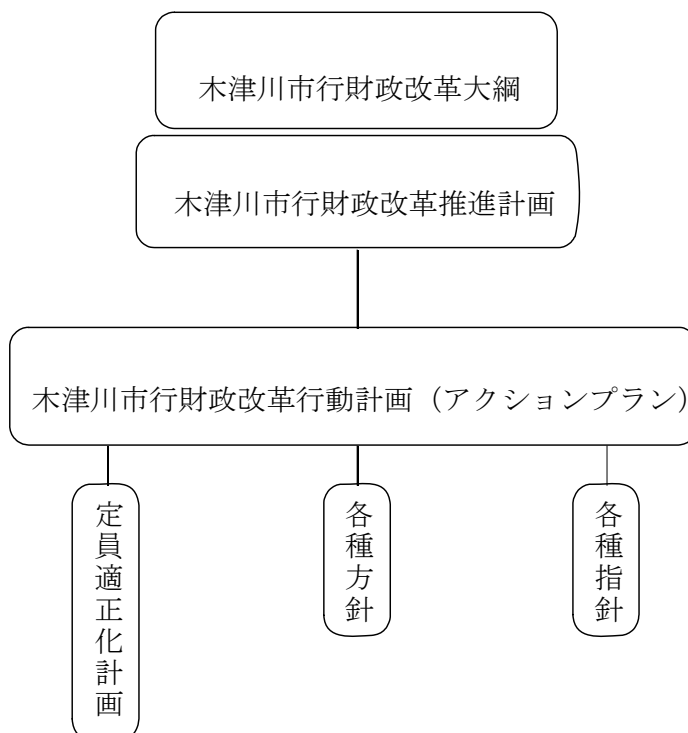 木津川市行財政改革大綱
木津川市行財政改革推進計画
木津川市行財政改革行動計画（アクションプラン）
定員適正化計画
各種方針
各種指針